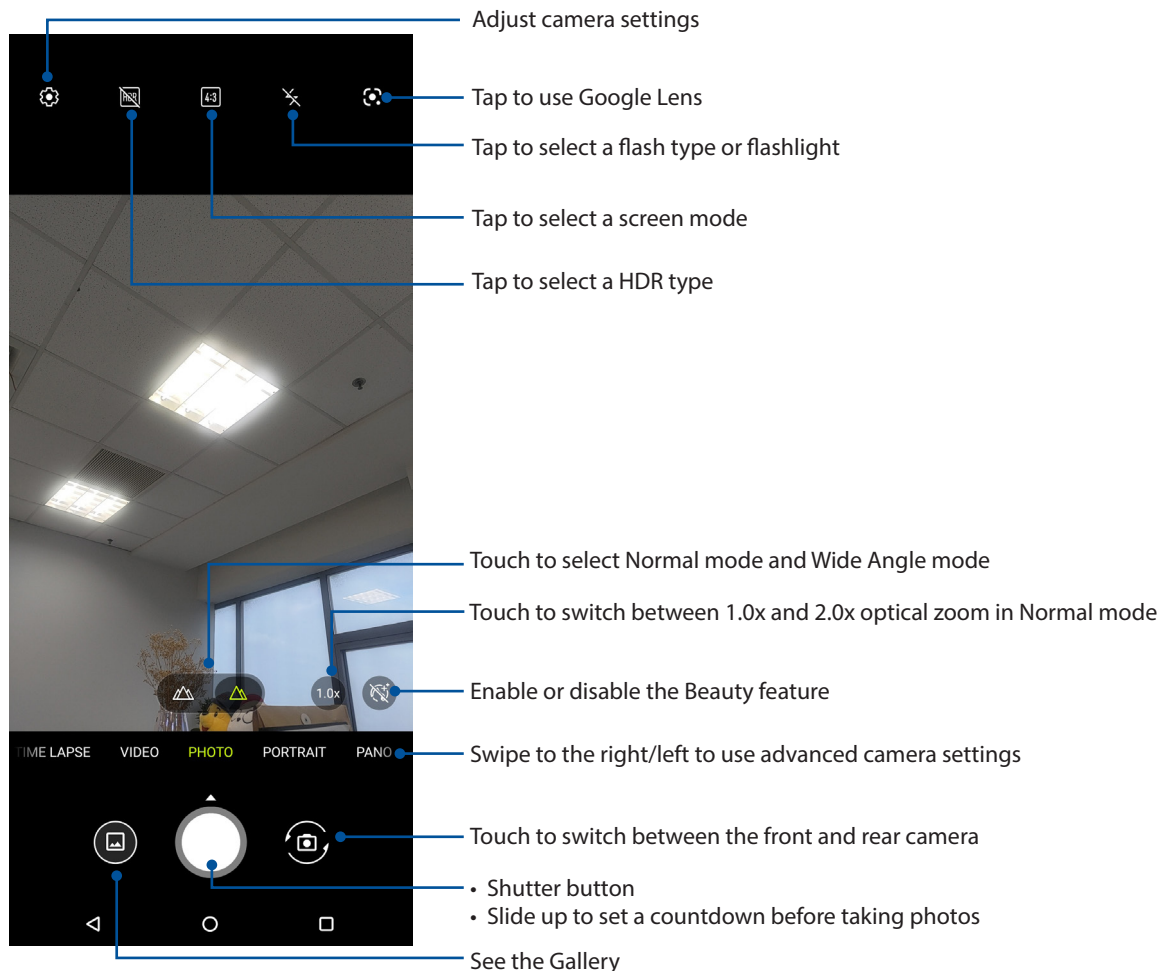 Adjust camera settings
HDR
4:3
Tap to use Google Lens
Tap to select a flash type or flashlight
Tap to select a screen mode
Tap to select a HDR type
Touch to select Normal mode and Wide Angle mode
Touch to switch between 1.0x and 2.0x optical zoom in Normal mode
1.0x
Enable or disable the Beauty feature
TIME LAPSE VIDEO PHOTO PORTRAIT PANO
Swipe to the right/left to use advanced camera settings
Touch to switch between the front and rear camera
• Shutter button
• Slide up to set a countdown before taking photos
See the Gallery